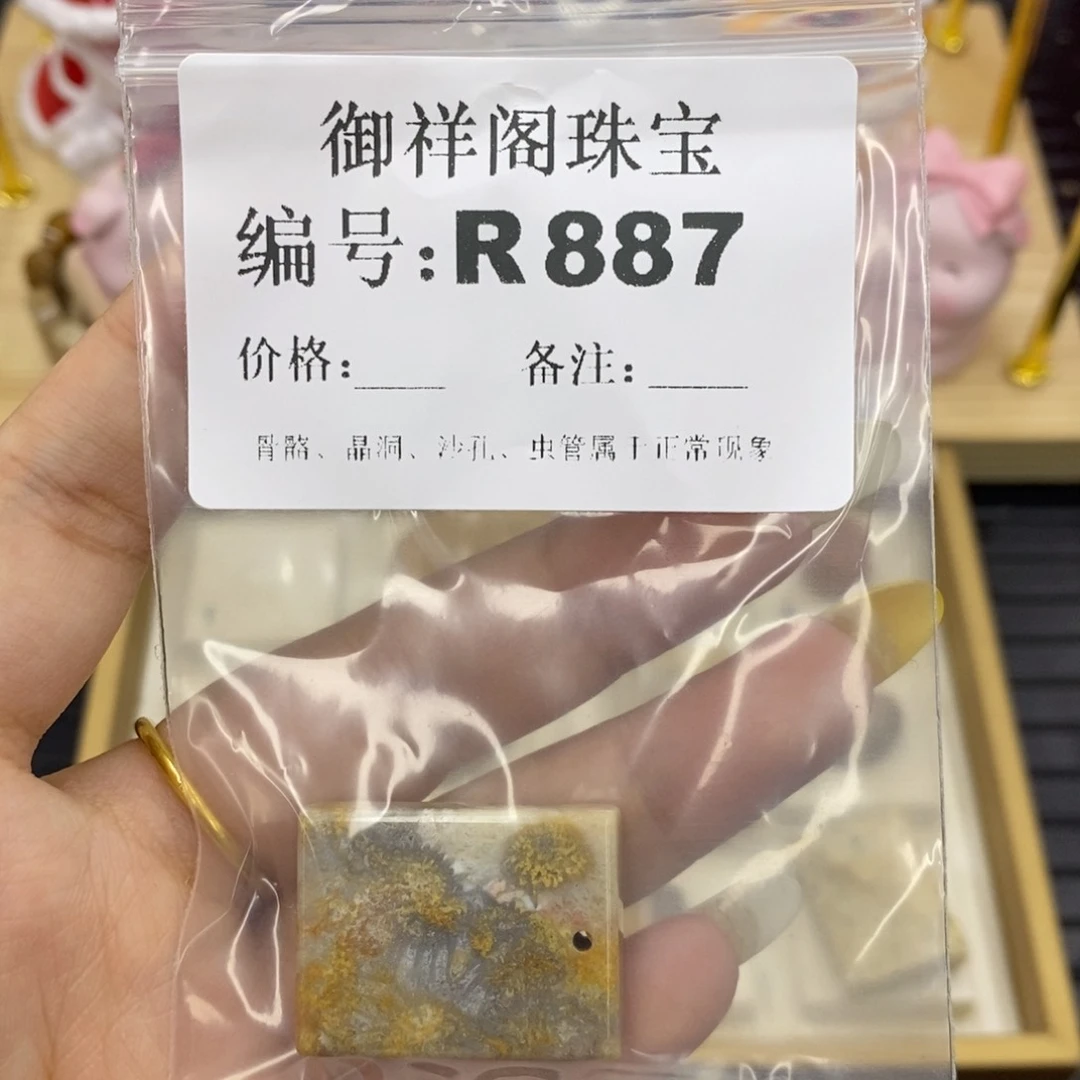 御祥阁珠宝
编号:R887
价格:____ 备注:____
骨骼、晶洞、沙孔、虫管属于正常现象